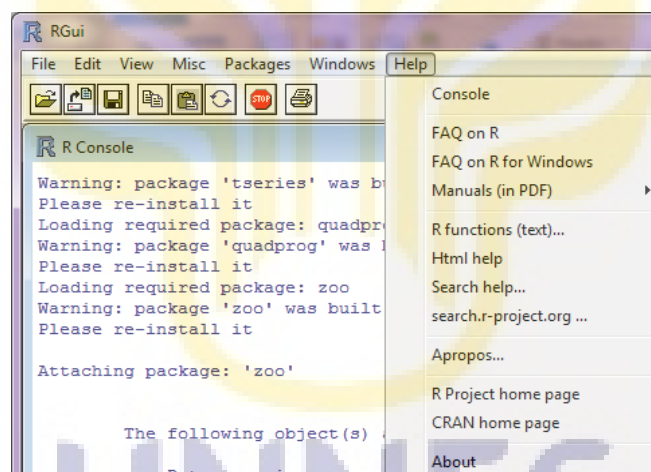 RGui
File Edit View Misc Packages Windows Help
STOP
R Console
Warning: package 'tseries' was
Please re-install it
Loading required package:
Warning: package 'quadprog' was
Please re-install it
Loading required package: zoo
Warning: package 'zoo' was built
Please re-install it
Attaching package: 'zoo'
The following object(s)
Console
FAQ on R
FAQ on R for Windows
Manuals (in PDF)
R functions (text)...
Html help
Search help...
search.r-project.org ...
Apropos...
R Project home page
CRAN home page
About